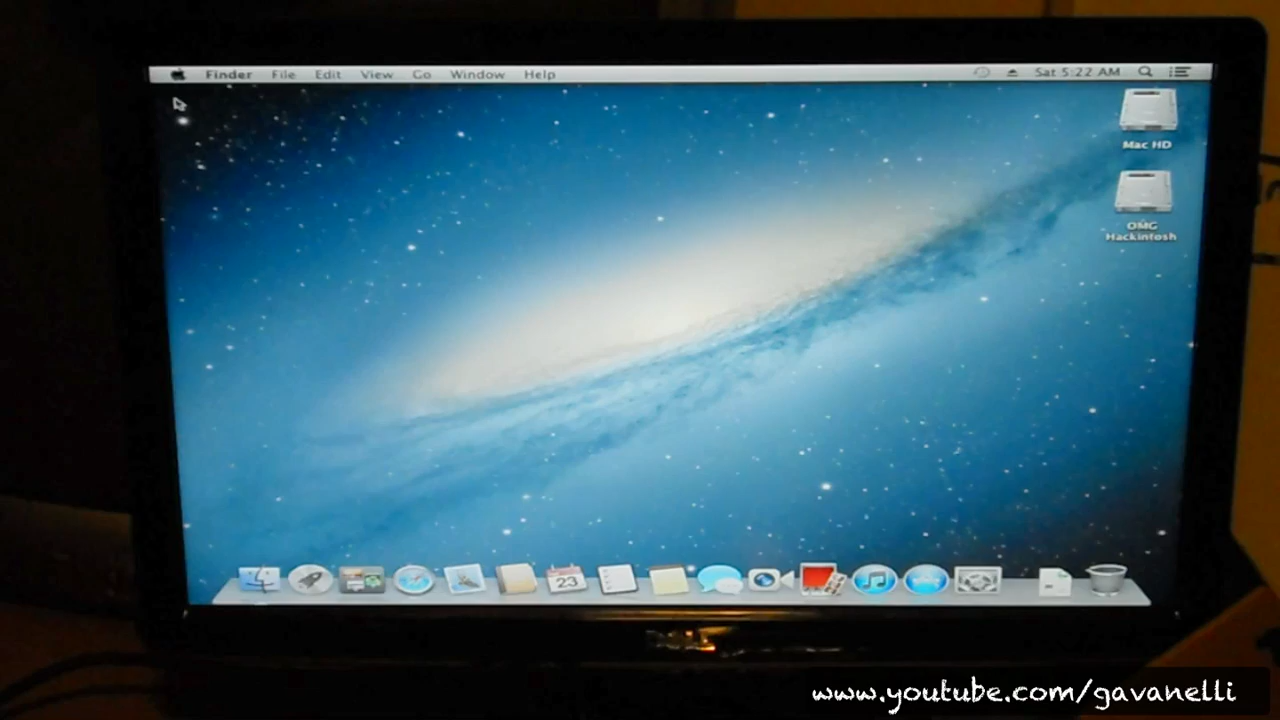 Finder File Edit View Go Window Help
Sat 5:22 AM
Mac HD
OMG
Hackintosh
23
www.youtube.com/gavanelli